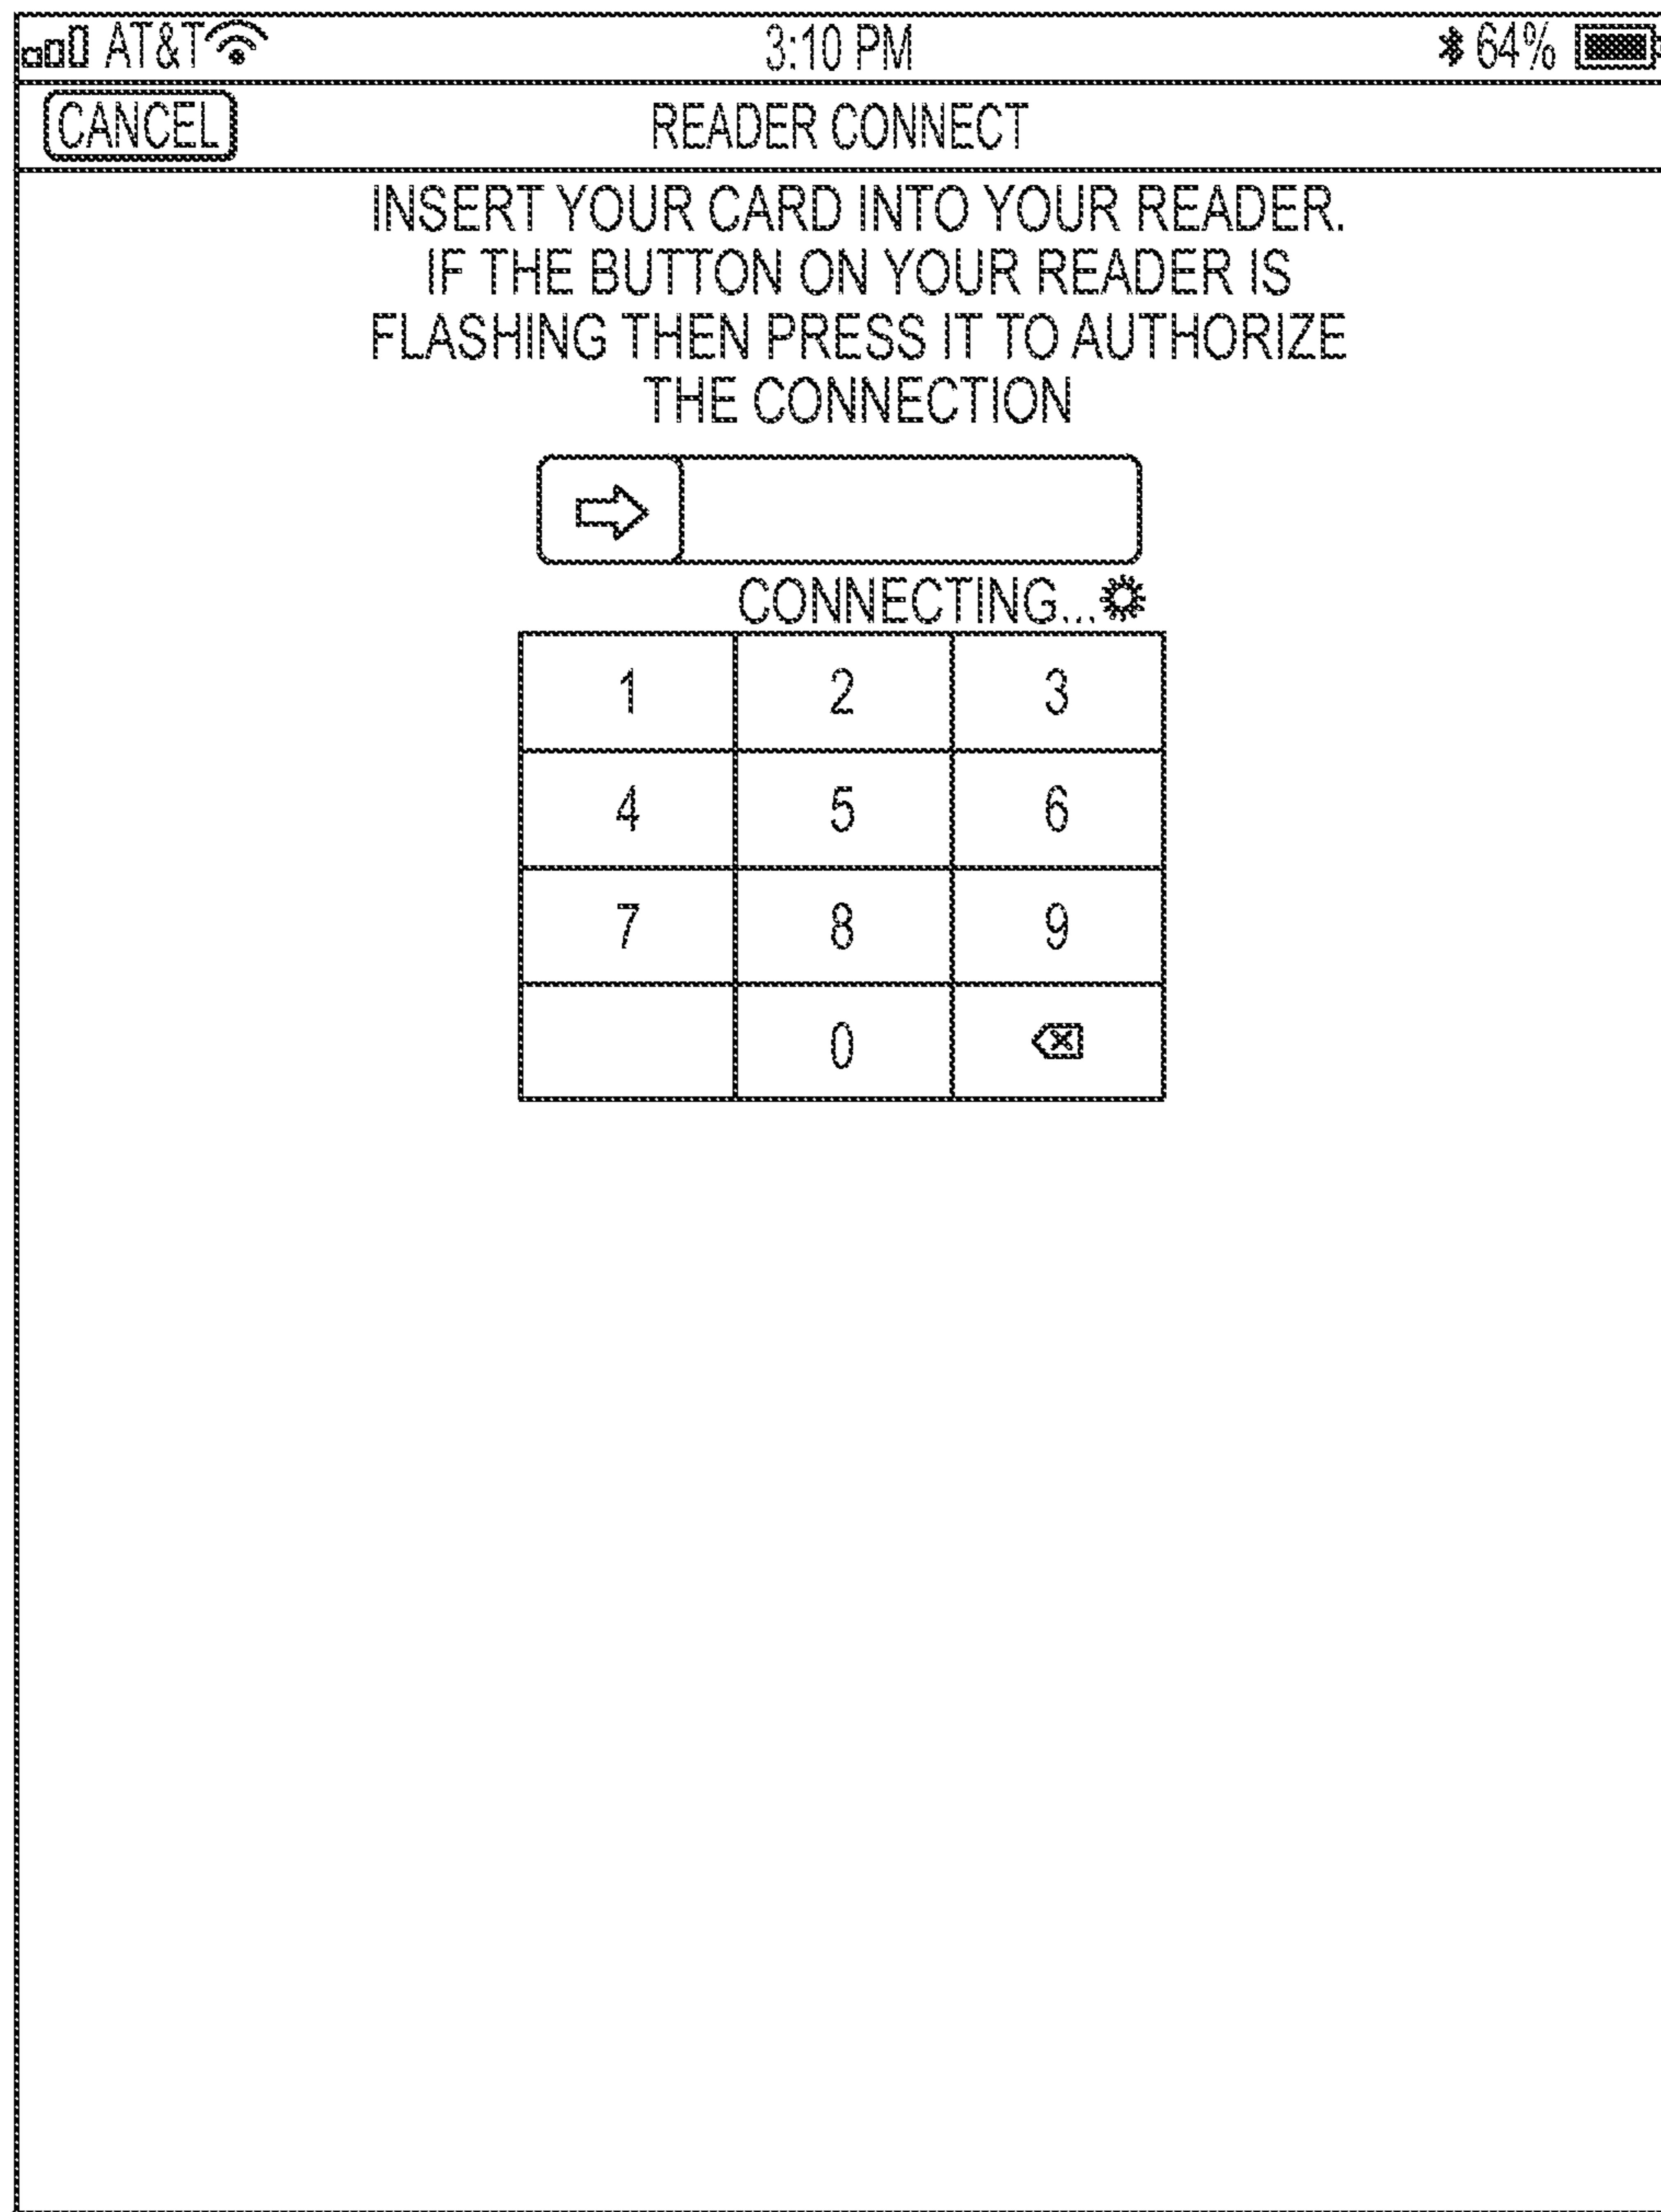 AT&T 3:10 PM 64%
CANCEL READER CONNECT
INSERT YOUR CARD INTO YOUR READER.
IF THE BUTTON ON YOUR READER IS
FLASHING THEN PRESS IT TO AUTHORIZE
THE CONNECTION
CONNECTING...
1 2 3
4 5 6
7 8 9
0